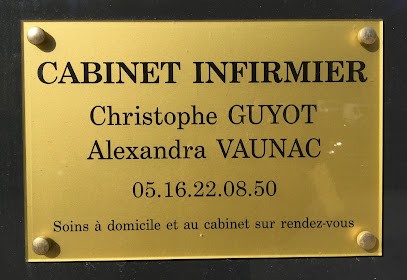 CABINET INFIRMIER
Christophe GUYOT
Alexandra VAUNAC
05.16.22.08.50
Soins à domicile et au cabinet sur rendez-vous